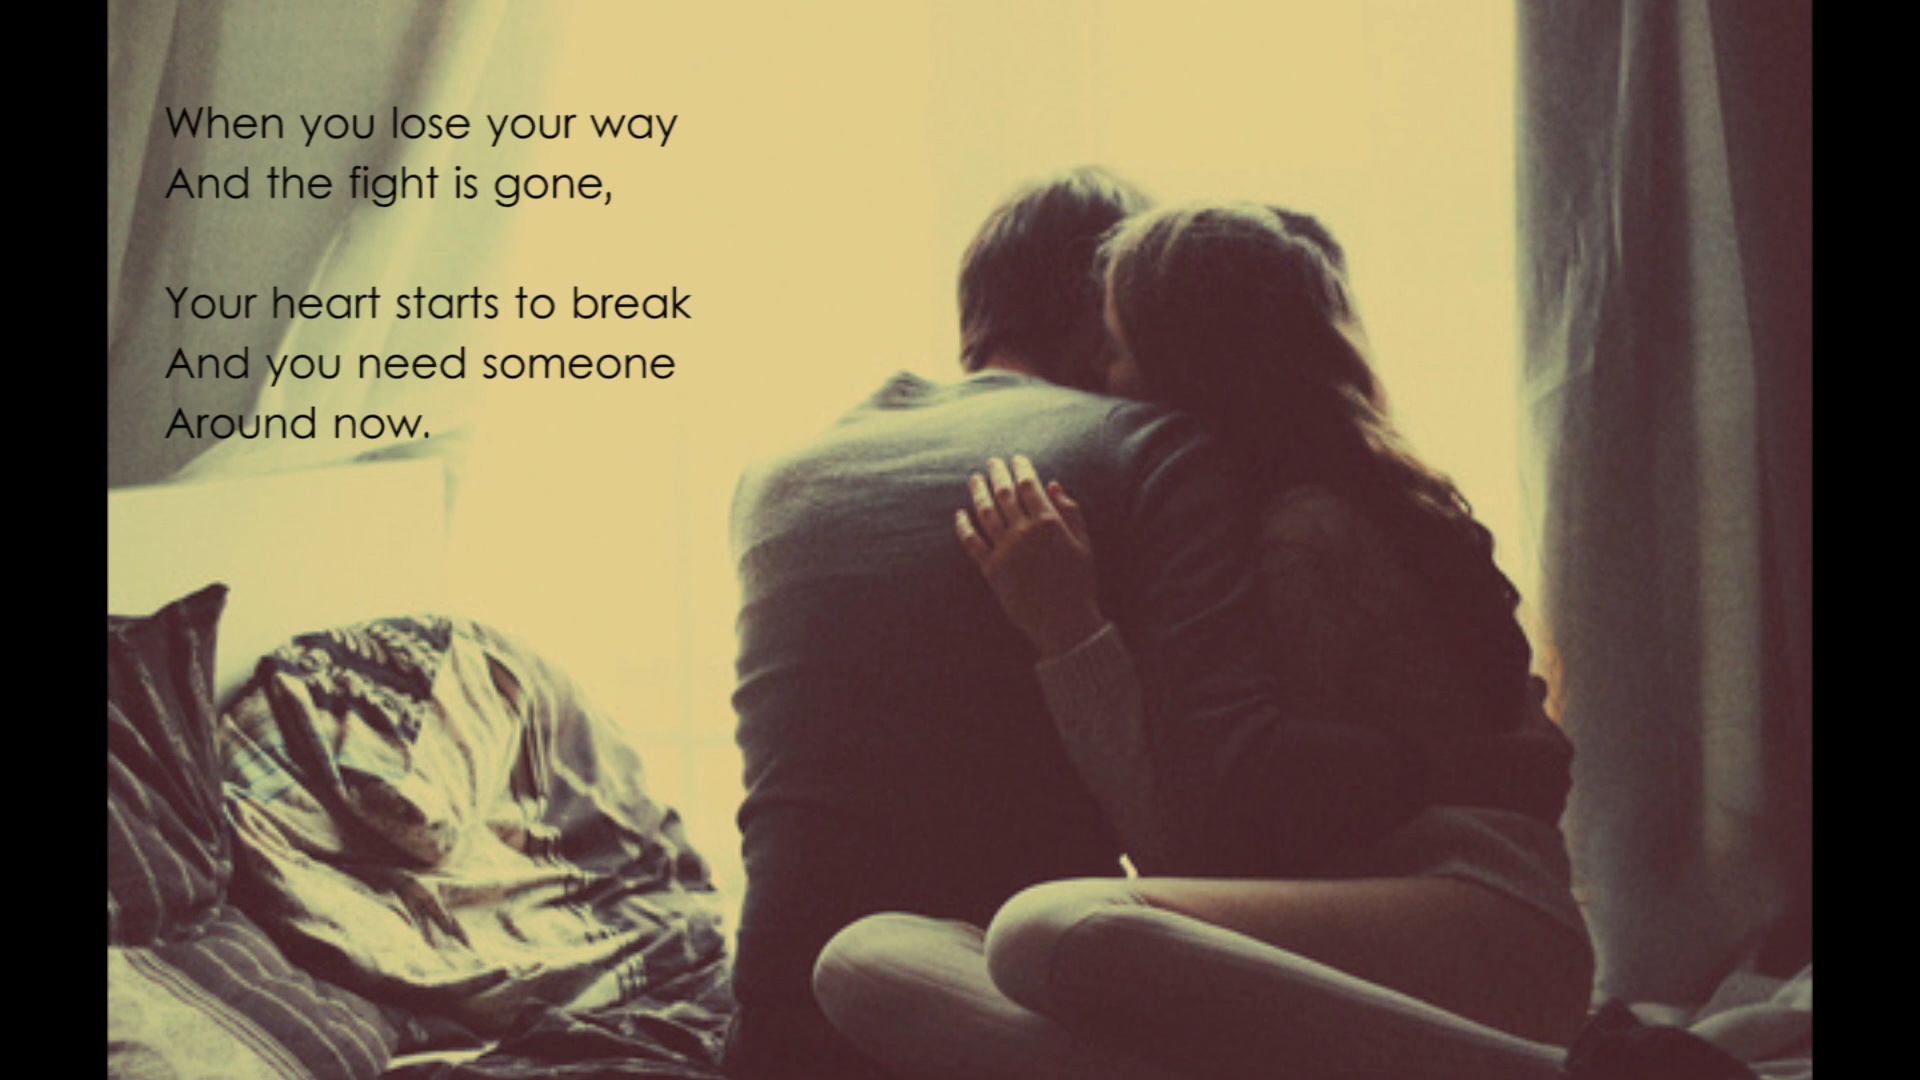 When you lose your way
And the fight is gone,
Your heart starts to break
And you need someone
Around now.